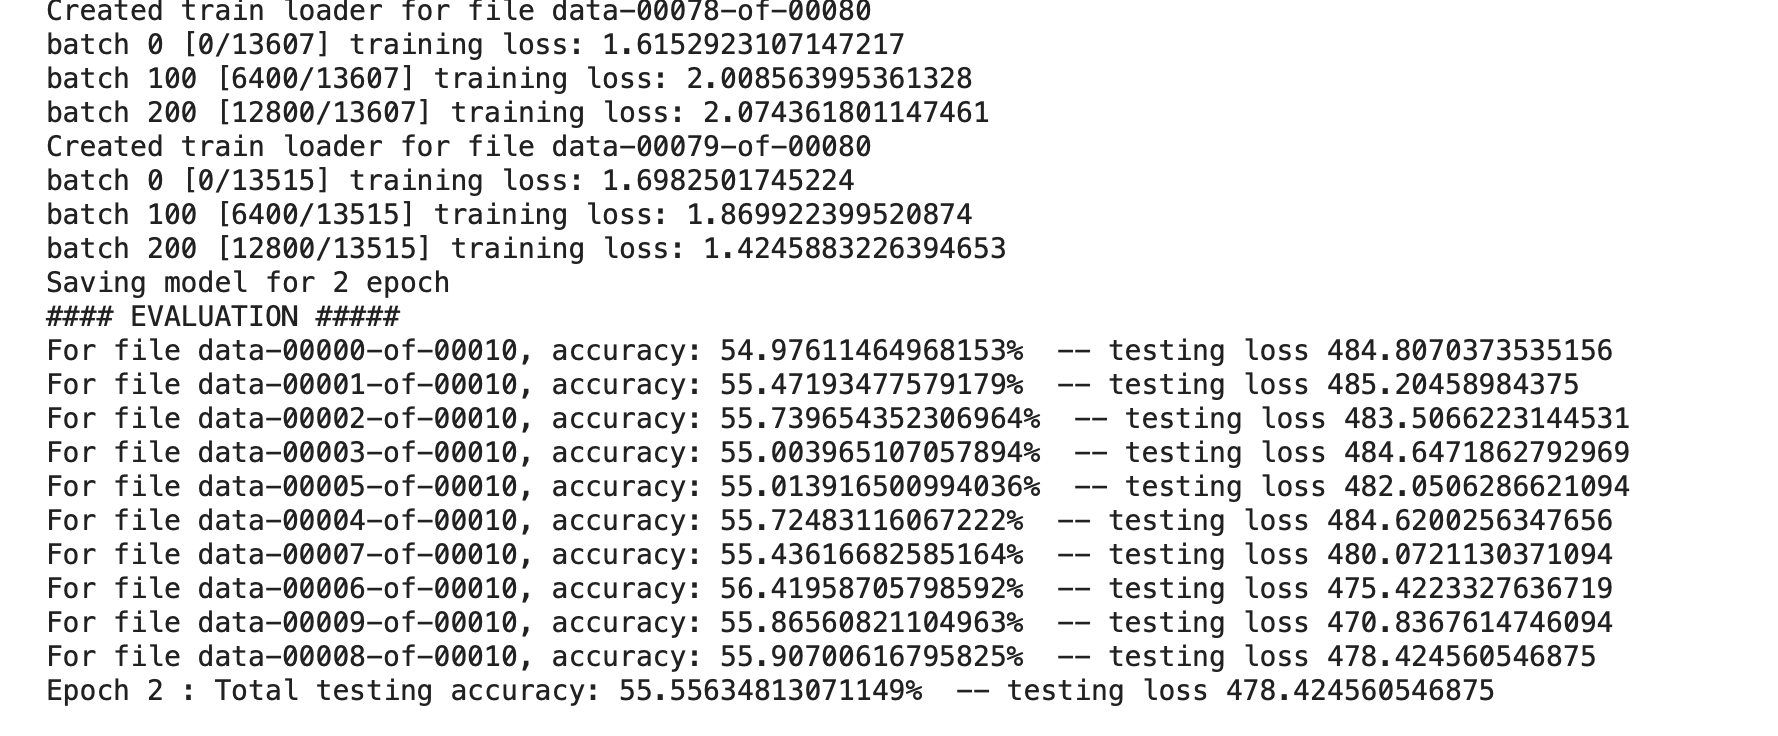 Created train loader for file data-00078-of-00080
batch 0 [0/13607] training loss: 1.6152923107147217
batch 100 [6400/13607] training loss: 2.008563995361328
batch 200 [12800/13607] training loss: 2.074361801147461
Created train loader for file data-00079-of-00080
batch 0 [0/13515] training loss: 1.6982501745224
batch 100 [6400/13515] training loss: 1.869922399520874
batch 200 [12800/13515] training loss: 1.4245883226394653
Saving model for 2 epoch
#### EVALUATION #####
For file data-00000-of-00010, accuracy: 54.97611464968153%  -- testing loss 484.8070373535156
For file data-00001-of-00010, accuracy: 55.47193477579179%  -- testing loss 485.20458984375
For file data-00002-of-00010, accuracy: 55.739654352306964%  -- testing loss 483.5066223144531
For file data-00003-of-00010, accuracy: 55.003965107057894%  -- testing loss 484.6471862792969
For file data-00005-of-00010, accuracy: 55.013916500994036%  -- testing loss 482.0506286621094
For file data-00004-of-00010, accuracy: 55.72483116067222%  -- testing loss 484.6200256347656
For file data-00007-of-00010, accuracy: 55.43616682585164%  -- testing loss 480.0721130371094
For file data-00006-of-00010, accuracy: 56.41958705798592%  -- testing loss 475.4223327636719
For file data-00009-of-00010, accuracy: 55.86560821104963%  -- testing loss 470.8367614746094
For file data-00008-of-00010, accuracy: 55.90700616795825%  -- testing loss 478.424560546875
Epoch 2 : Total testing accuracy: 55.55634813071149%  -- testing loss 478.424560546875